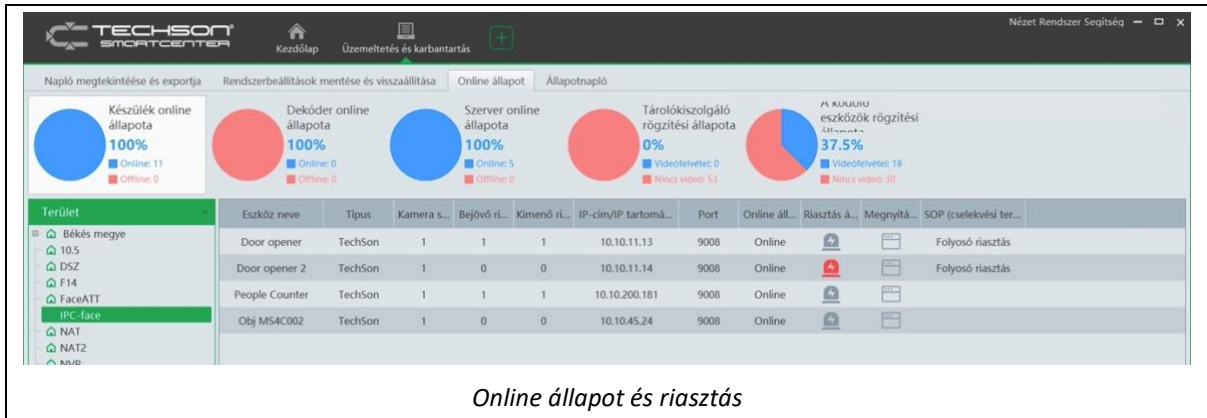 TECHSON
SMARTCENTER
Kezdőlap
Üzemeltetés és karbantartás
Nézet Rendszer Segítség
Napló megtekintéése és exportja
Rendszerbeállítások mentése és visszaállítása
Online állapot
Állapotnapló
Készülék online
állapota
100%
Online: 11
Offline: 0
Dekóder online
állapota
100%
Online: 0
Offline: 0
Szerver online
állapota
100%
Online: 5
Offline: 0
Tárolókiszolgáló
rögzítési állapota
0%
Videófelvétel: 0
Nincs videó: 53
A kódoló
eszközök rögzítési
állapota
37.5%
Videófelvétel: 18
Nincs videó: 30
Terület
Békés megye
10.5
DSZ
F14
FaceATT
IPC-face
NAT
NAT2
NVR
Eszköz neve Típus Kamera s... Bejövő ri... Kimenő ri... IP-cím/IP tartomá... Port Online áll... Riasztás á... Megnyitá... SOP (cselekvési ter...
Door opener TechSon 1 1 1 10.10.11.13 9008 Online Folyosó riasztás
Door opener 2 TechSon 1 0 0 10.10.11.14 9008 Online Folyosó riasztás
People Counter TechSon 1 1 1 10.10.200.181 9008 Online
Obj MS4C002 TechSon 1 0 0 10.10.45.24 9008 Online
Online állapot és riasztás